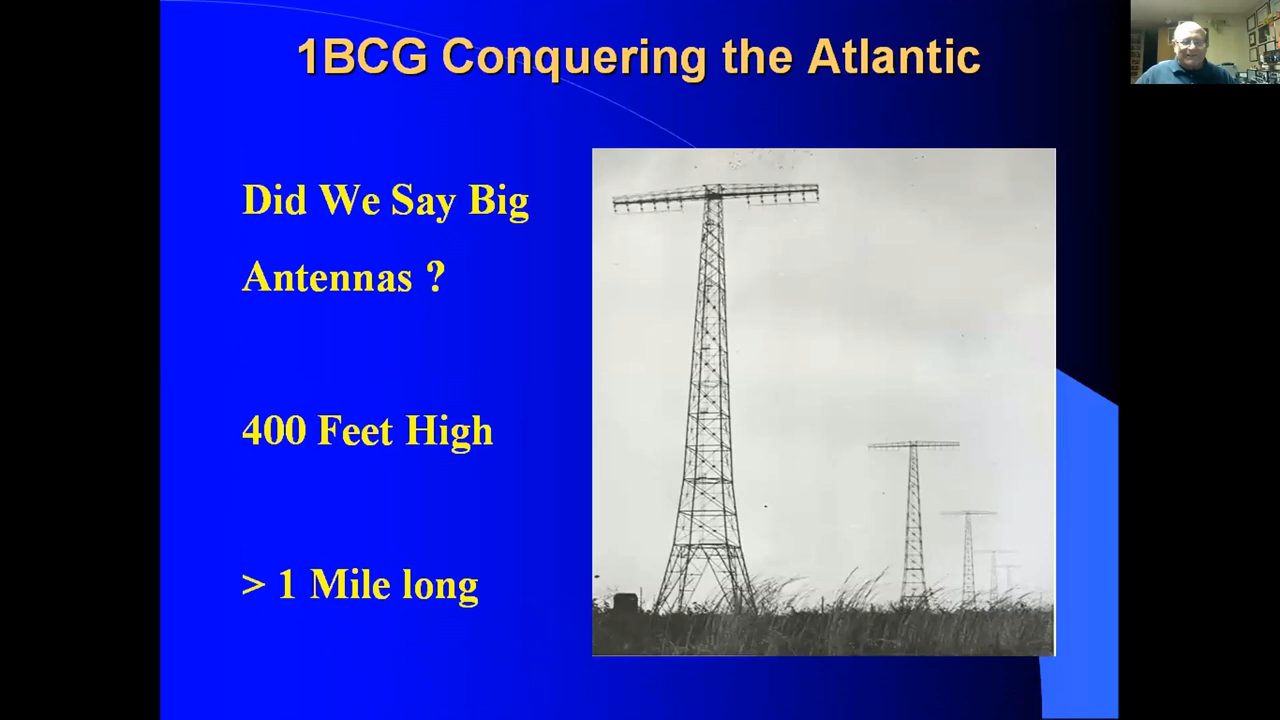 1BCG Conquering the Atlantic
Did We Say Big
Antennas ?
400 Feet High
> 1 Mile long